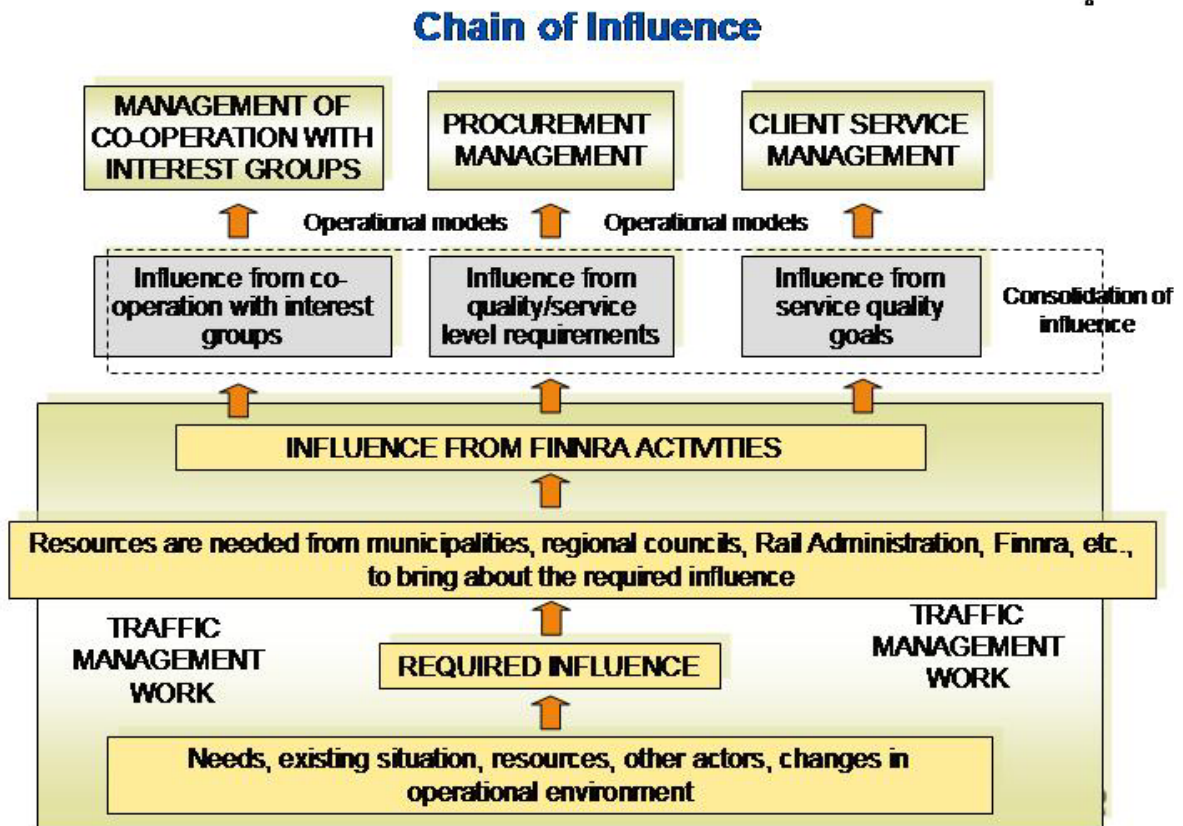 Chain of Influence
MANAGEMENT OF
CO-OPERATION WITH
INTEREST GROUPS
PROCUREMENT
MANAGEMENT
CLIENT SERVICE
MANAGEMENT
Operational models
Operational models
Influence from co-
operation with interest
groups
Influence from
quality/service
level requirements
Influence from
service quality
goals
Consolidation of
influence
INFLUENCE FROM FINNRA ACTIVITIES
Resources are needed from municipalities, regional councils, Rail Administration, Finnra, etc.,
to bring about the required influence
TRAFFIC
MANAGEMENT
WORK
REQUIRED INFLUENCE
TRAFFIC
MANAGEMENT
WORK
Needs, existing situation, resources, other actors, changes in
operational environment